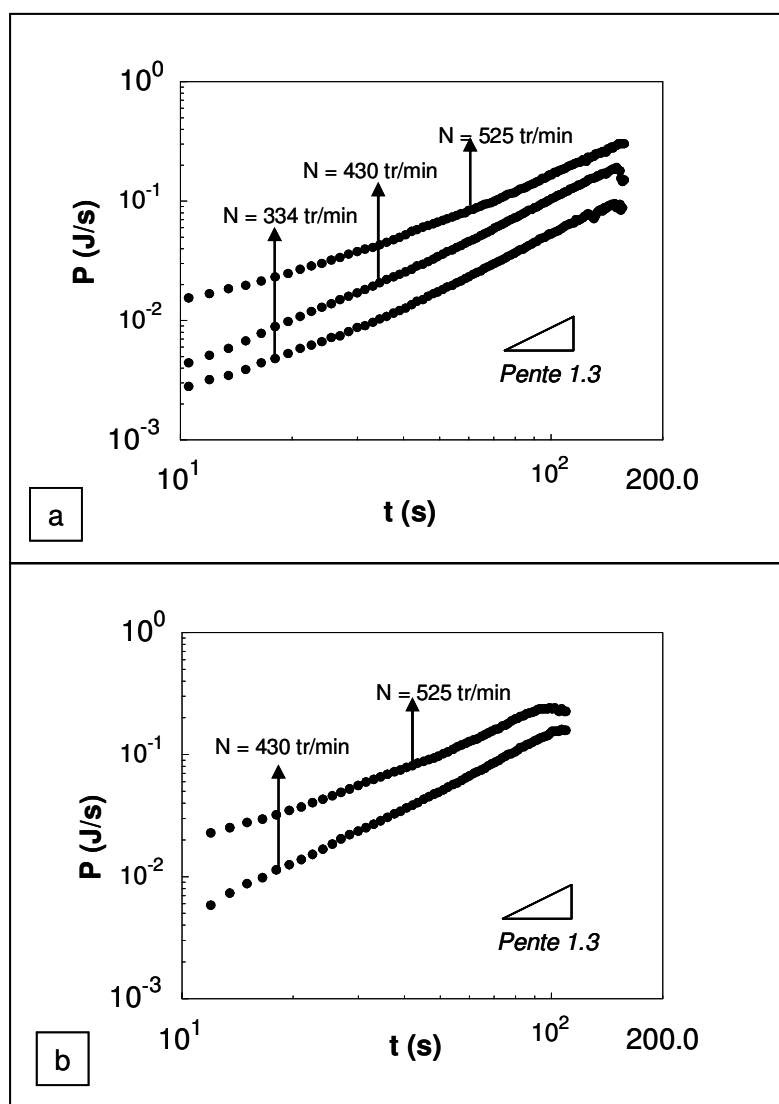 10^0
N = 525 tr/min
N = 430 tr/min
10^-1
N = 334 tr/min
P (J/s)
10^-2
Pente 1.3
10^-3
10^1
10^2
200.0
t (s)
a
10^0
N = 525 tr/min
N = 430 tr/min
10^-1
P (J/s)
10^-2
Pente 1.3
10^-3
10^1
10^2
200.0
t (s)
b